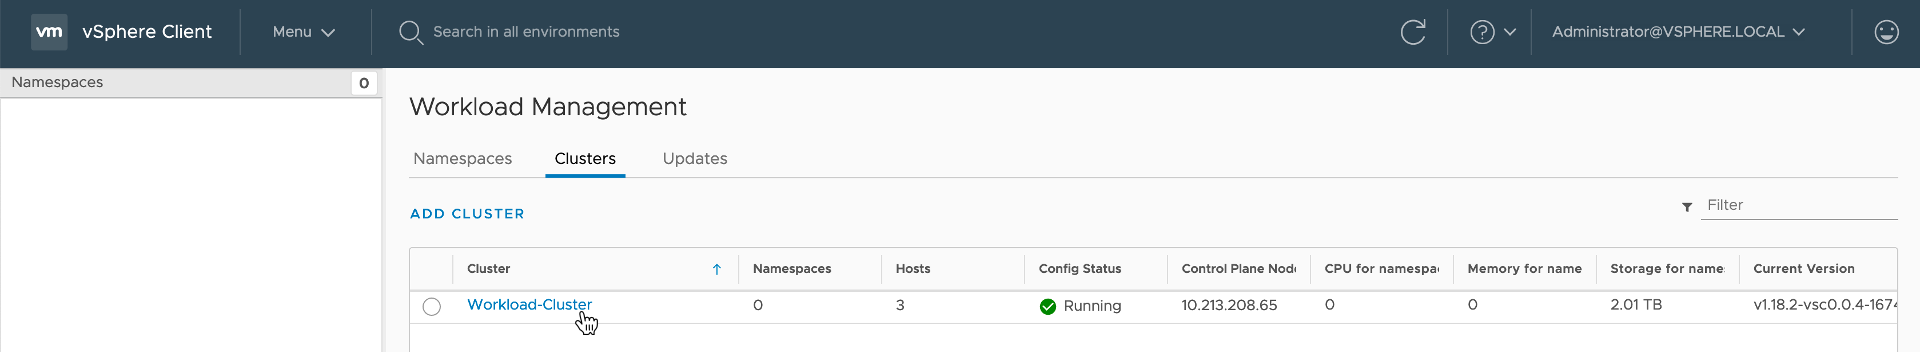 vm vSphere Client Menu Search in all environments ? Administrator@VSPHERE.LOCAL
Namespaces 0
Workload Management
Namespaces Clusters Updates
ADD CLUSTER Filter
Cluster Namespaces Hosts Config Status Control Plane Node CPU for namespa Memory for name Storage for name Current Version
Workload-Cluster 0 3 Running 10.213.208.65 0 0 2.01 TB v1.18.2-vsc0.0.4-1674